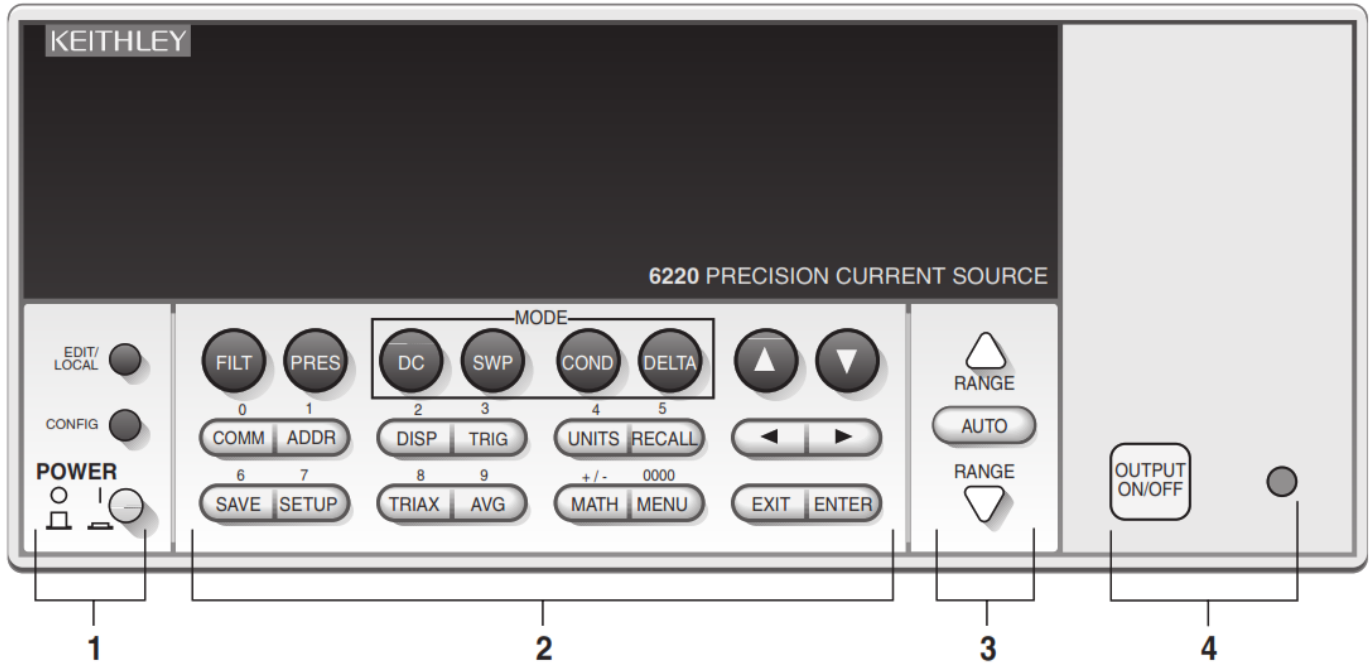 KEITHLEY
6220 PRECISION CURRENT SOURCE
EDIT/
LOCAL
CONFIG
POWER
MODE
FILT PRES DC SWP COND DELTA
0 1 2 3 4 5
COMM ADDR DISP TRIG UNITS RECALL
6 7 8 9 +/- 0000
SAVE SETUP TRIAX AVG MATH MENU EXIT ENTER
RANGE
AUTO
RANGE
OUTPUT
ON/OFF
1 2 3 4